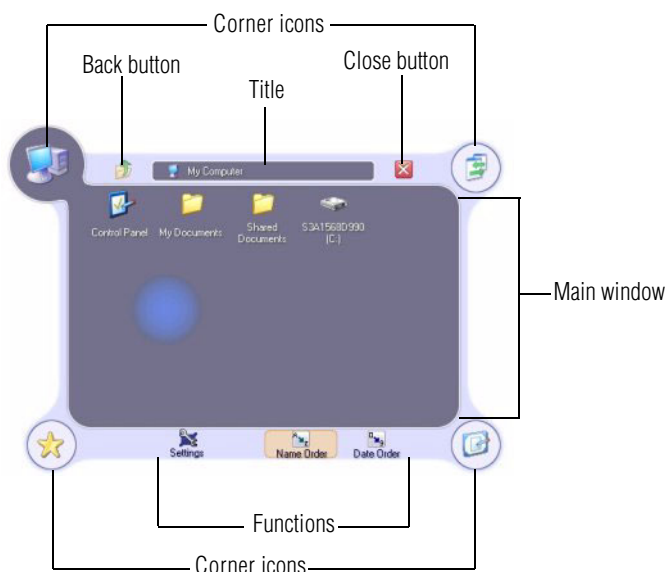 Corner icons
Back button
Close button
Title
My Computer
Control Panel
My Documents
Shared
Documents
S3A1568D990
(C:)
Main window
Settings
Name Order
Date Order
Functions
Corner icons